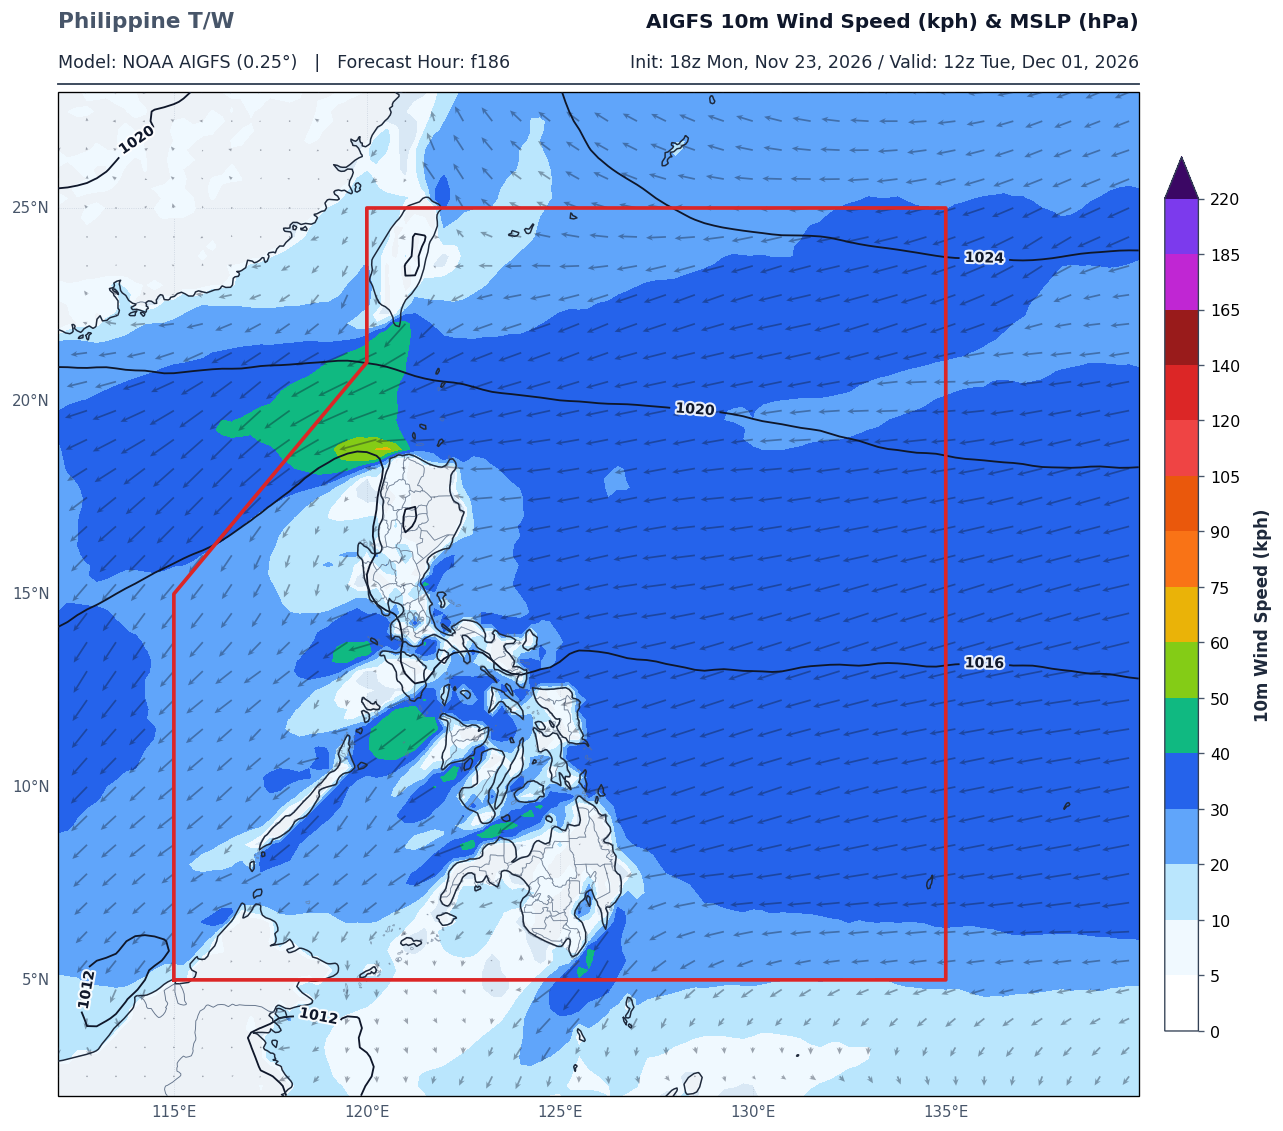 Philippine T/W
AIGFS 10m Wind Speed (kph) & MSLP (hPa)
Model: NOAA AIGFS (0.25°)   |   Forecast Hour: f186
Init: 18z Mon, Nov 23, 2026 / Valid: 12z Tue, Dec 01, 2026
1020
25°N
1024
20°N
1020
15°N
1016
10°N
5°N
1012
1012
115°E
120°E
125°E
130°E
135°E
220
185
165
140
120
105
90
75
60
50
40
30
20
10
5
0
10m Wind Speed (kph)